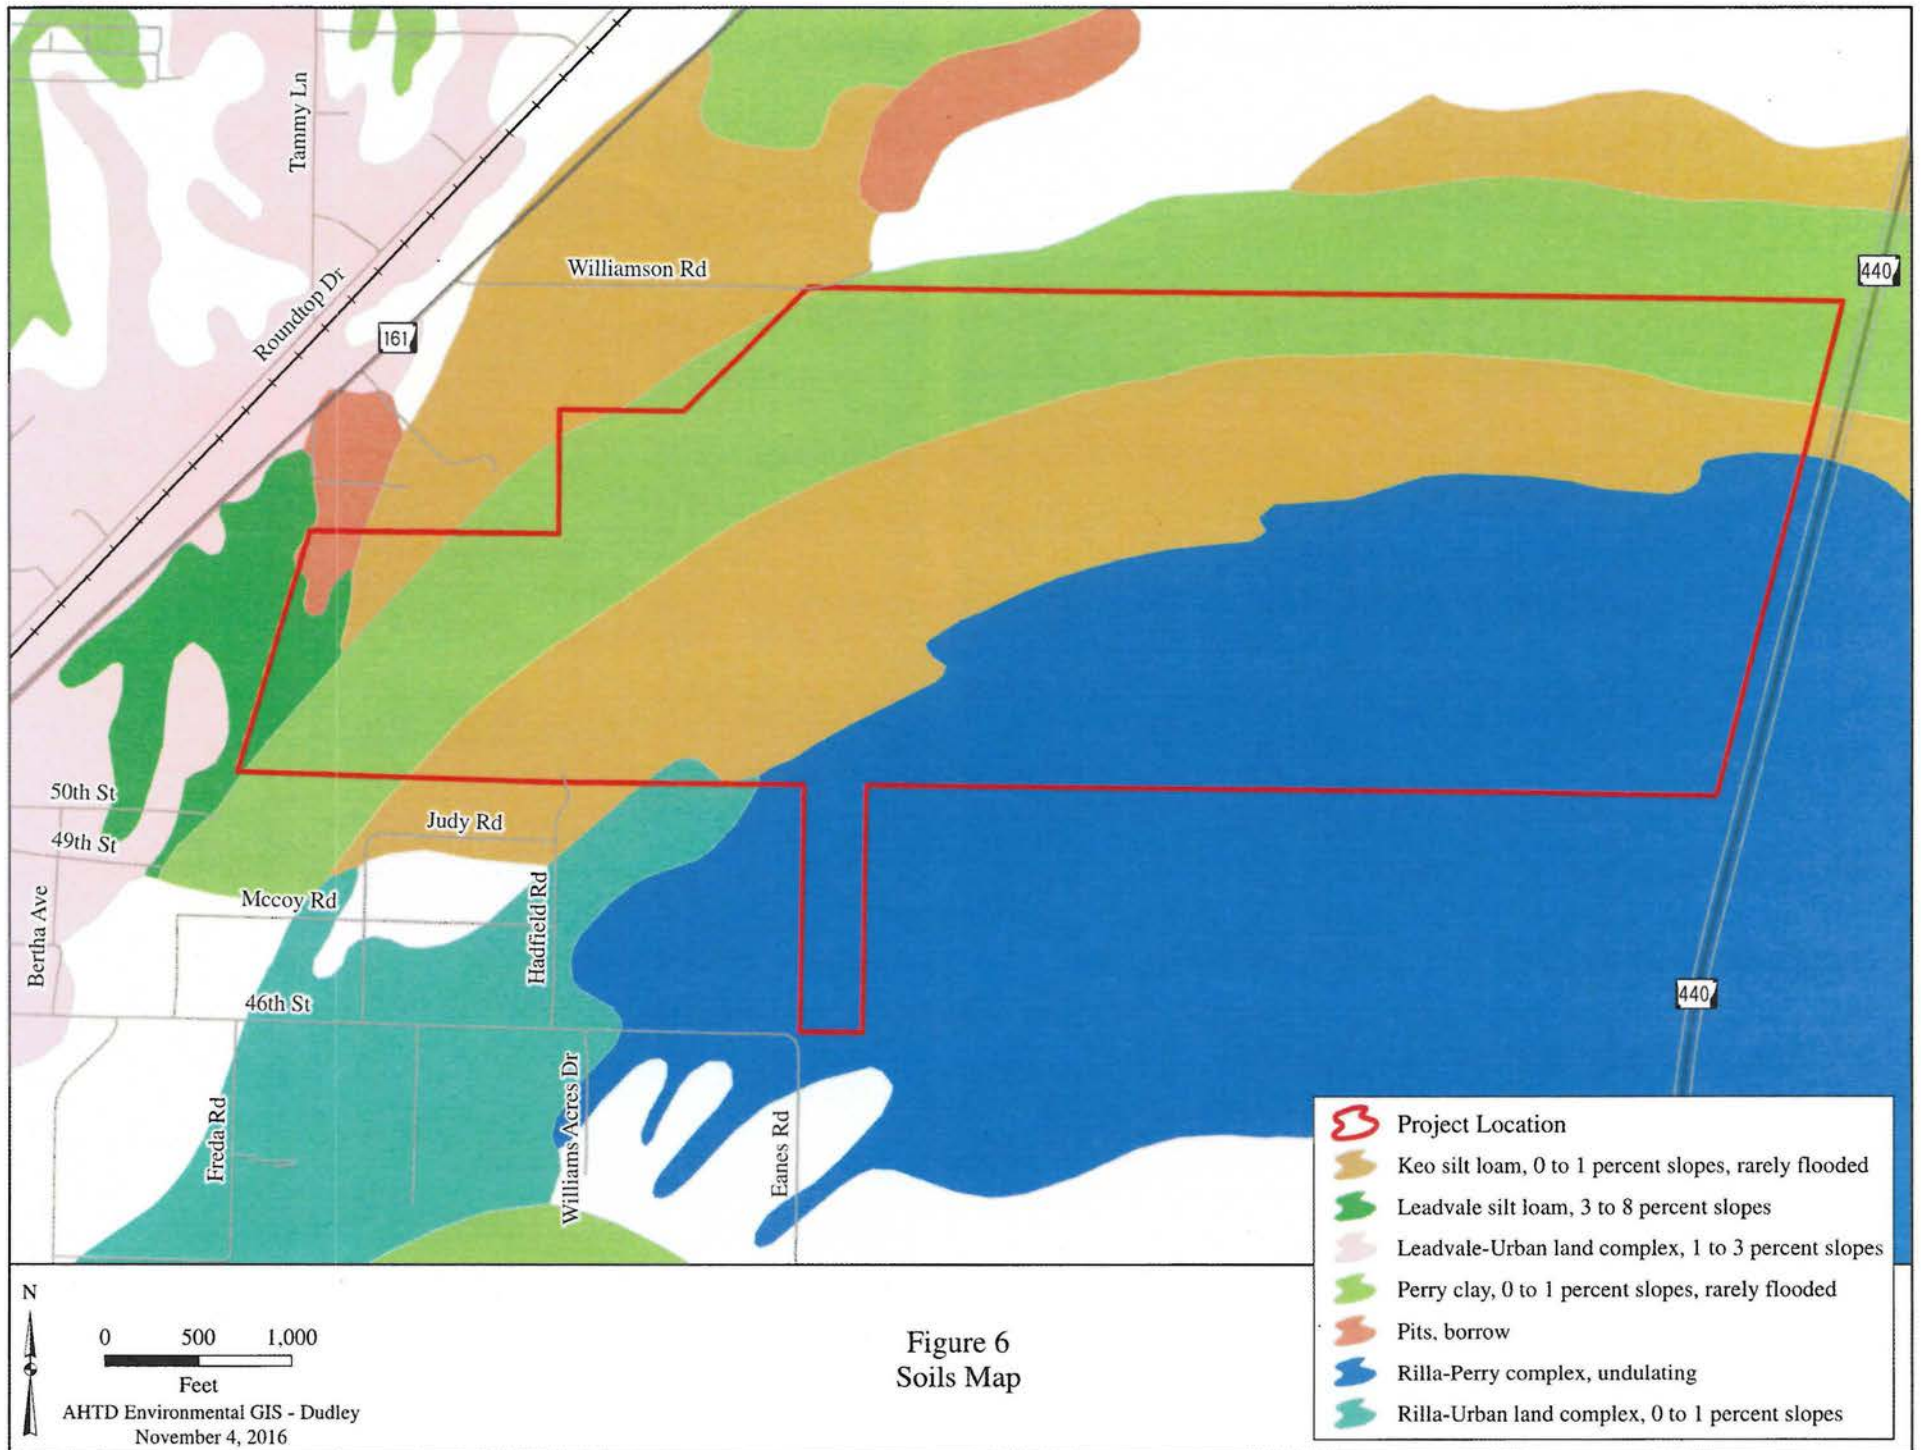 Tammy Ln
Roundtop Dr
161
Williamson Rd
440
50th St
49th St
Judy Rd
Mccoy Rd
Bertha Ave
Hadfield Rd
46th St
440
Freda Rd
Williams Acres Dr
Eanes Rd
Project Location
Keo silt loam, 0 to 1 percent slopes, rarely flooded
Leadvale silt loam, 3 to 8 percent slopes
Leadvale-Urban land complex, 1 to 3 percent slopes
Perry clay, 0 to 1 percent slopes, rarely flooded
Pits, borrow
Rilla-Perry complex, undulating
Rilla-Urban land complex, 0 to 1 percent slopes
N
0 500 1,000
Feet
AHTD Environmental GIS - Dudley
November 4, 2016
Figure 6
Soils Map